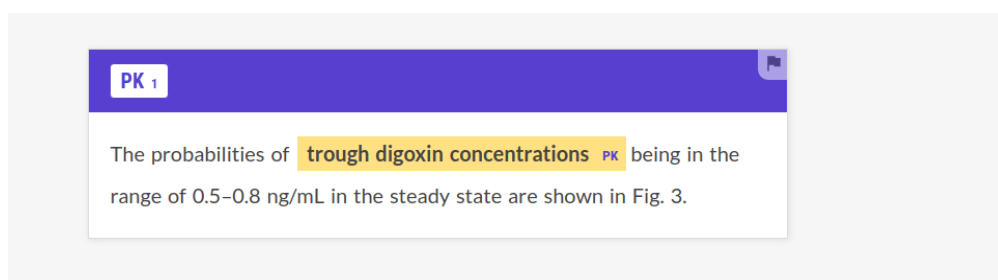 PK 1
The probabilities of trough digoxin concentrations PK being in the
range of 0.5–0.8 ng/mL in the steady state are shown in Fig. 3.